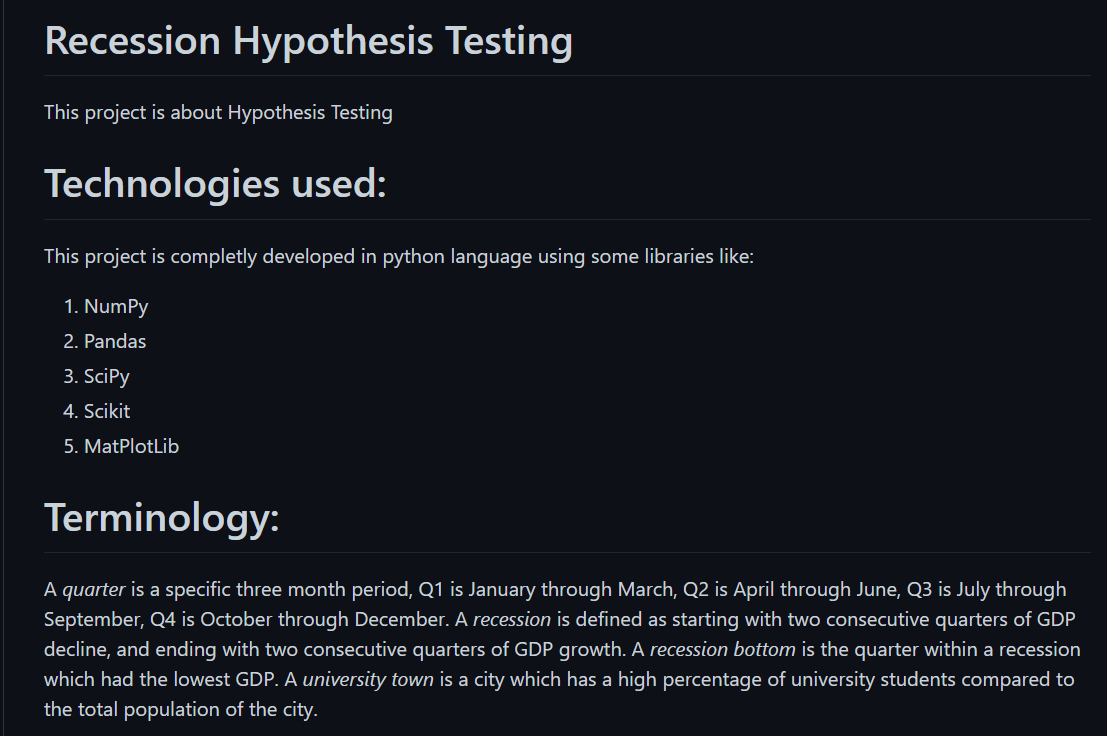 Recession Hypothesis Testing
This project is about Hypothesis Testing
Technologies used:
This project is completly developed in python language using some libraries like:
1. NumPy
2. Pandas
3. SciPy
4. Scikit
5. MatPlotLib
Terminology:
A quarter is a specific three month period, Q1 is January through March, Q2 is April through June, Q3 is July through
September, Q4 is October through December. A recession is defined as starting with two consecutive quarters of GDP
decline, and ending with two consecutive quarters of GDP growth. A recession bottom is the quarter within a recession
which had the lowest GDP. A university town is a city which has a high percentage of university students compared to
the total population of the city.